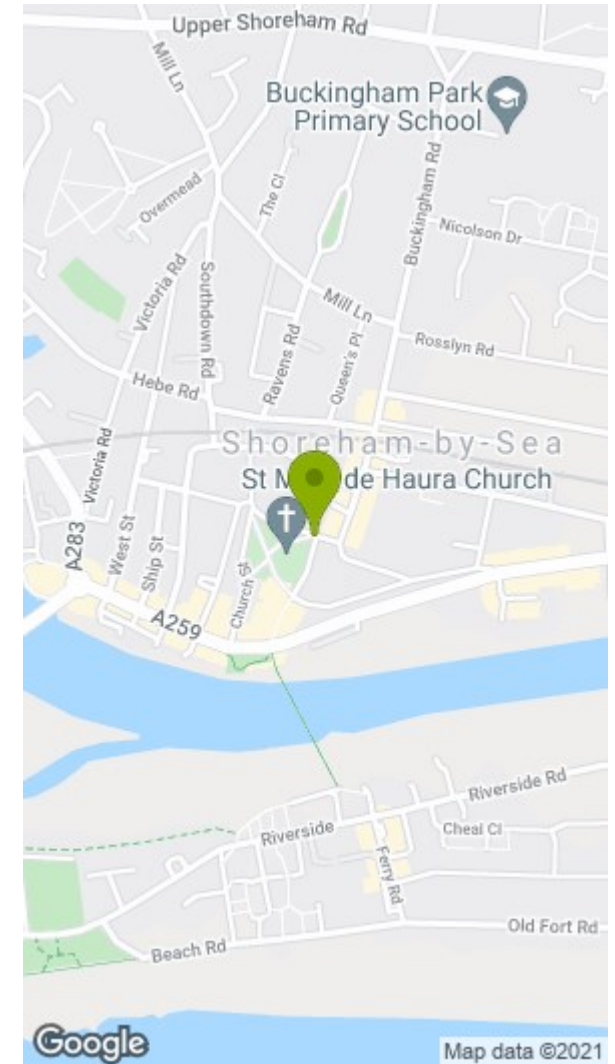 Upper Shoreham Rd
Mill Ln
Buckingham Park
Primary School
Overmead
The Cl
Buckingham Rd
Nicolson Dr
Victoria Rd
Southdown Rd
Ravens Rd
Mill Ln
Queen's Pl
Rosslyn Rd
Hebe Rd
Shoreham-by-Sea
St M de Haura Church
Victoria Rd
A283
West St
Ship St
Church St
A259
Riverside Rd
Riverside
Cheal Cl
Ferry Rd
Old Fort Rd
Beach Rd
Google
Map data ©2021